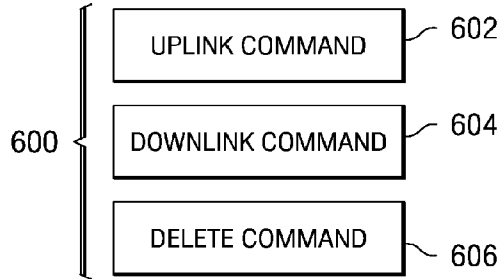 UPLINK COMMAND 602
600 DOWNLINK COMMAND 604
DELETE COMMAND 606